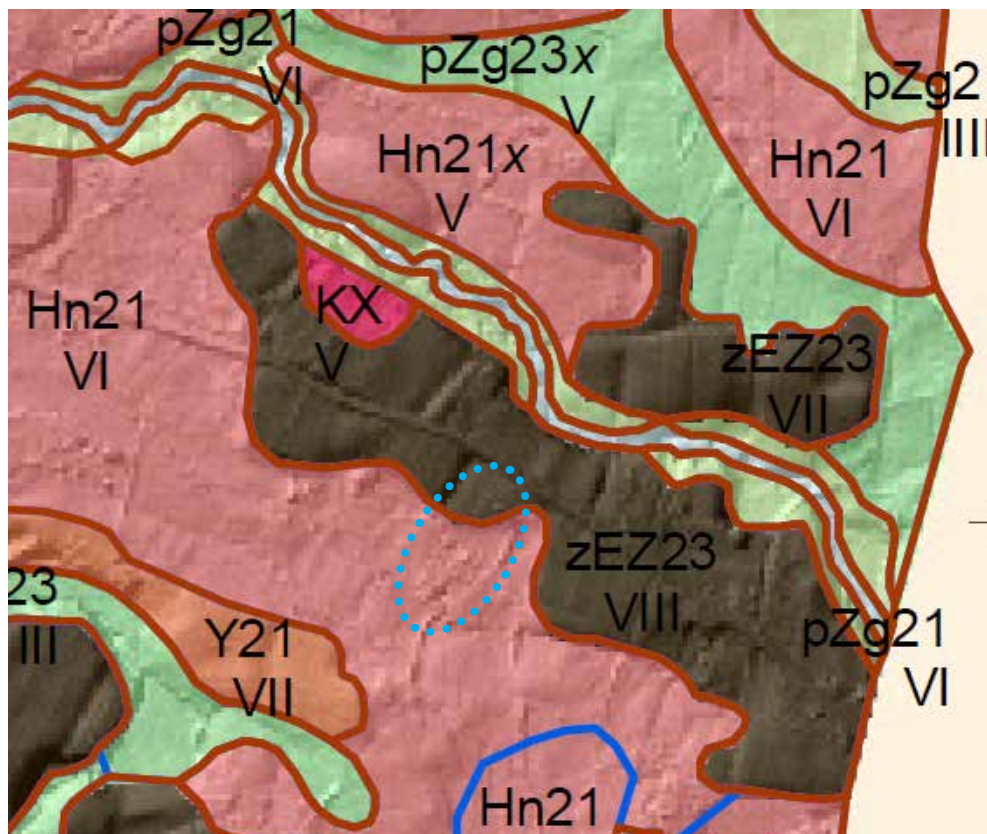 pZg21
VI
pZg23x
V
pZg2
IIII
Hn21x
V
Hn21
VI
Hn21
VI
KX
V
zEZ23
VII
zEZ23
VIII
23
III
Y21
VII
pZg21
VI
Hn21